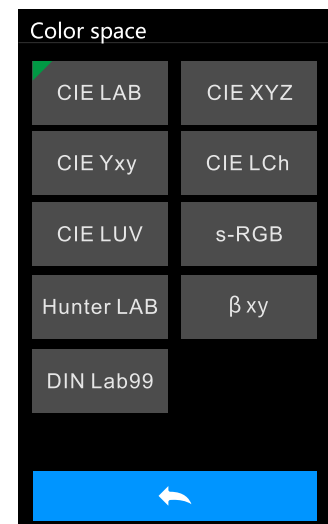 Color space
CIE LAB
CIE XYZ
CIE Yxy
CIE LCh
CIE LUV
s-RGB
Hunter LAB
β xy
DIN Lab99